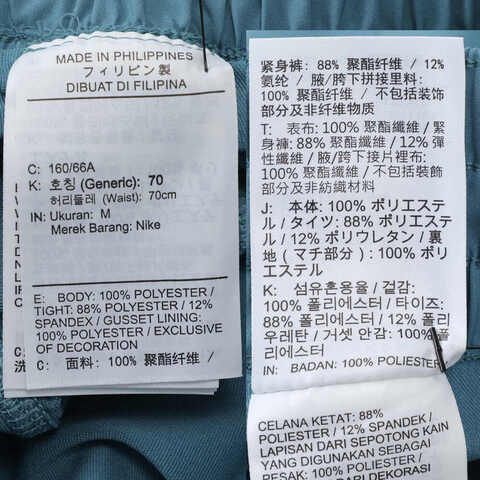 MADE IN PHILIPPINES
フィリピン製
DIBUAT DI FILIPINA
C: 160/66A
K: 호칭 (Generic): 70
허리둘레 (Waist): 70cm
IN: Ukuran: M
Merek Barang: Nike
E: BODY: 100% POLYESTER /
TIGHT: 88% POLYESTER / 12%
SPANDEX / GUSSET LINING:
100% POLYESTER / EXCLUSIVE
OF DECORATION
C: 面料: 100% 聚酯纤维 /
洗
紧身裤: 88% 聚酯纤维 / 12%
氨纶 / 腋/胯下拼接里料:
100% 聚酯纤维 / 不包括装饰
部分及非纤维物质
T: 表布: 100% 聚酯纖維 / 緊
身褲: 88% 聚酯纖維 / 12% 彈
性纖維 / 腋/跨下接片裡布:
100% 聚酯纖維 / 不包括裝飾
部分及非紡織材料
J: 本体: 100% ポリエステ
ル / タイツ: 88% ポリエステル
/ 12% ポリウレタン / 裏
地 (マチ部分): 100% ポリ
エステル
K: 섬유혼용율 / 겉감:
100% 폴리에스터 / 타이즈:
88% 폴리에스터 / 12% 폴리
우레탄 / 거셋 안감: 100% 폴
리에스터
IN: BADAN: 100% POLIESTER
CELANA KETAT: 88%
POLIESTER / 12% SPANDEK /
LAPISAN DARI SEPOTONG KAIN
YANG DIGUNAKAN SEBAGAI